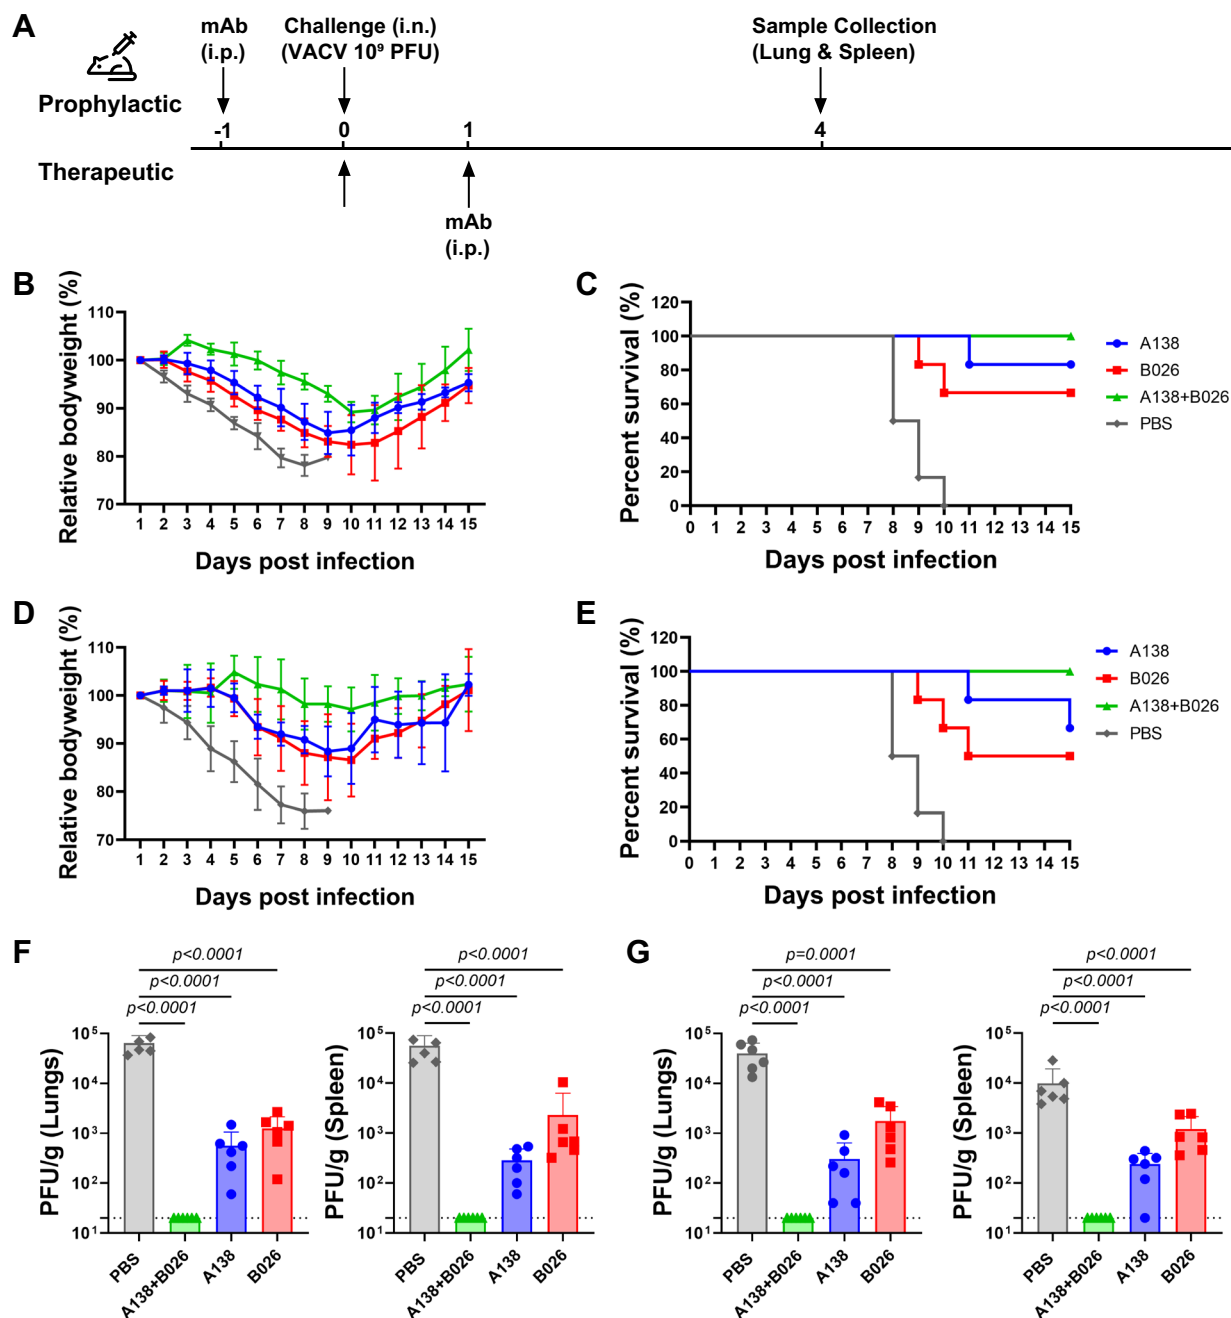 A
mAb
(i.p.)
Challenge (i.n.)
(VACV 10⁹ PFU)
Sample Collection
(Lung & Spleen)
Prophylactic
-1
0
1
4
Therapeutic
mAb
(i.p.)
B
Relative bodyweight (%)
110
100
90
80
70
1 2 3 4 5 6 7 8 9 10 11 12 13 14 15
Days post infection
C
Percent survival (%)
120
100
80
60
40
20
0
0 1 2 3 4 5 6 7 8 9 10 11 12 13 14 15
Days post infection
A138
B026
A138+B026
PBS
D
Relative bodyweight (%)
110
100
90
80
70
1 2 3 4 5 6 7 8 9 10 11 12 13 14 15
Days post infection
E
Percent survival (%)
120
100
80
60
40
20
0
0 1 2 3 4 5 6 7 8 9 10 11 12 13 14 15
Days post infection
A138
B026
A138+B026
PBS
F
p<0.0001
p<0.0001
p<0.0001
PFU/g (Lungs)
10⁵
10⁴
10³
10²
10¹
PBS
A138+B026
A138
B026
p<0.0001
p<0.0001
p<0.0001
PFU/g (Spleen)
10⁵
10⁴
10³
10²
10¹
PBS
A138+B026
A138
B026
G
p=0.0001
p<0.0001
p<0.0001
PFU/g (Lungs)
10⁵
10⁴
10³
10²
10¹
PBS
A138+B026
A138
B026
p<0.0001
p<0.0001
p<0.0001
PFU/g (Spleen)
10⁵
10⁴
10³
10²
10¹
PBS
A138+B026
A138
B026